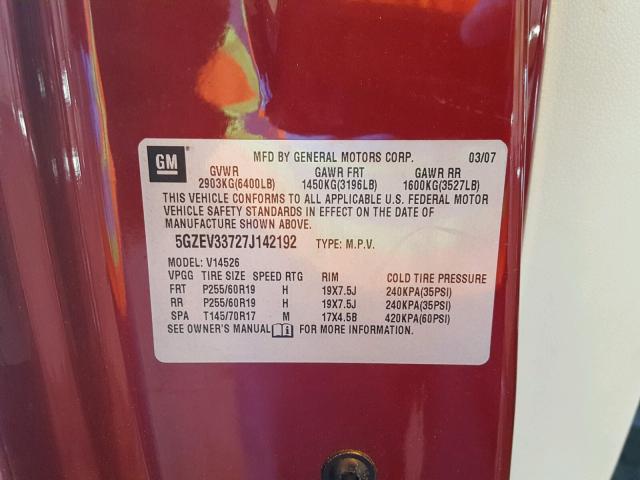 GM MFD BY GENERAL MOTORS CORP. 03/07
GVWR GAWR FRT GAWR RR
2903KG(6400LB) 1450KG(3196LB) 1600KG(3527LB)
THIS VEHICLE CONFORMS TO ALL APPLICABLE U.S. FEDERAL MOTOR
VEHICLE SAFETY STANDARDS IN EFFECT ON THE DATE OF
MANUFACTURE SHOWN ABOVE.
5GZEV33727J142192 TYPE: M.P.V.
MODEL: V14526
VPGG TIRE SIZE SPEED RTG RIM COLD TIRE PRESSURE
FRT P255/60R19 H 19X7.5J 240KPA(35PSI)
RR P255/60R19 H 19X7.5J 240KPA(35PSI)
SPA T145/70R17 M 17X4.5B 420KPA(60PSI)
SEE OWNER'S MANUAL FOR MORE INFORMATION.